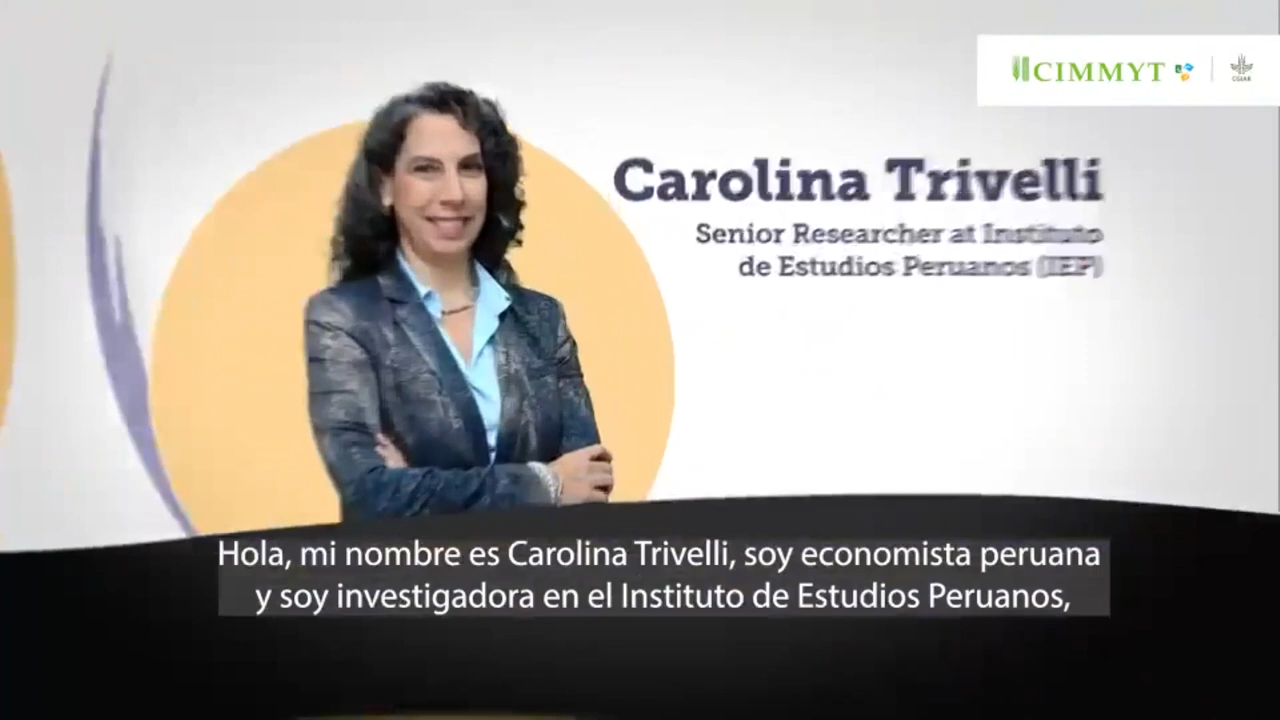 CIMMYT
CGIAR
Carolina Trivelli
Senior Researcher at Instituto
de Estudios Peruanos (IEP)
Hola, mi nombre es Carolina Trivelli, soy economista peruana
y soy investigadora en el Instituto de Estudios Peruanos,